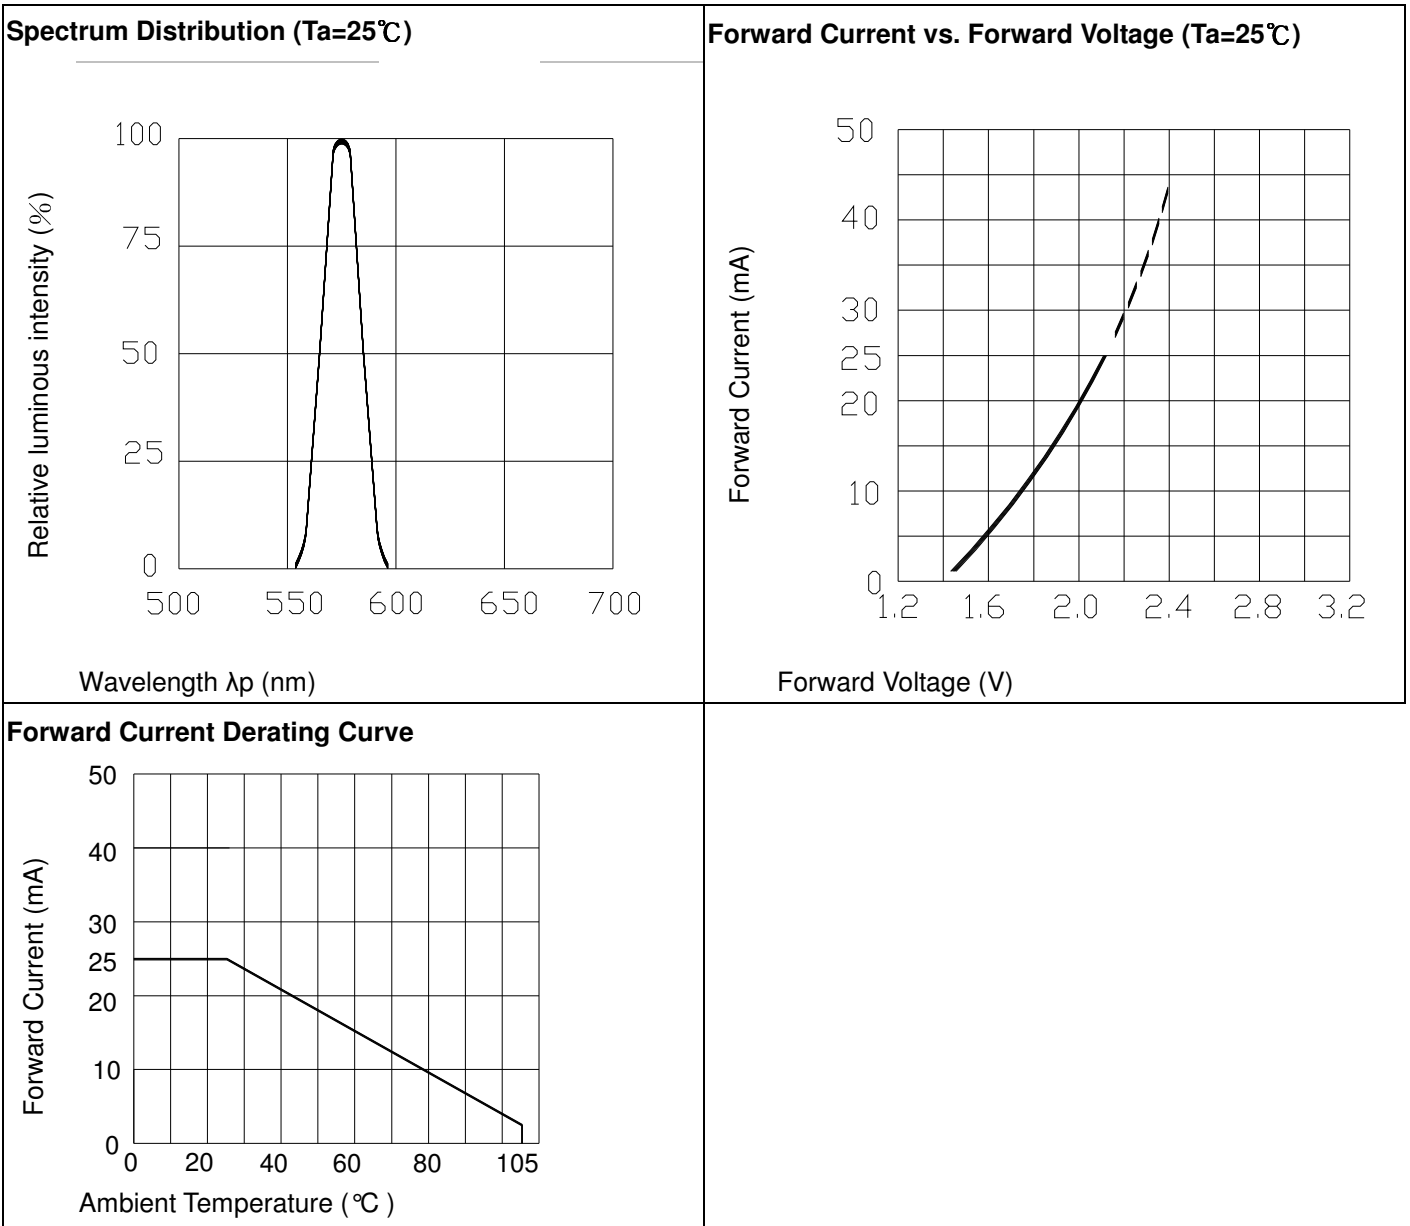 Spectrum Distribution (Ta=25℃)
100
75
50
25
0
500 550 600 650 700
Relative luminous intensity (%)
Wavelength λp (nm)
Forward Current vs. Forward Voltage (Ta=25℃)
50
40
30
25
20
10
0
1.2 1.6 2.0 2.4 2.8 3.2
Forward Current (mA)
Forward Voltage (V)
Forward Current Derating Curve
50
40
30
25
20
10
0
0 20 40 60 80 105
Forward Current (mA)
Ambient Temperature (℃ )